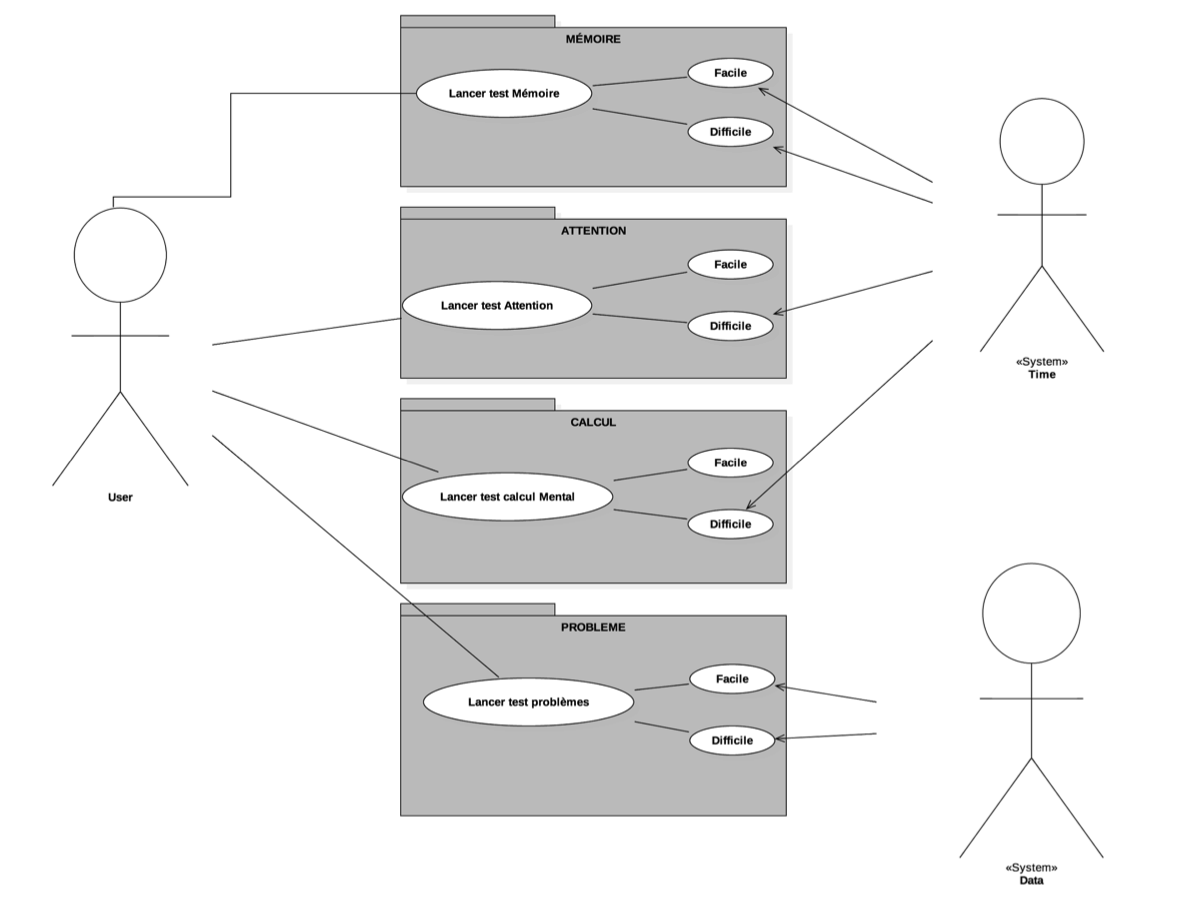 MÉMOIRE
Lancer test Mémoire
Facile
Difficile
ATTENTION
Lancer test Attention
Facile
Difficile
CALCUL
Lancer test calcul Mental
Facile
Difficile
PROBLEME
Lancer test problèmes
Facile
Difficile
User
«System»
Time
«System»
Data